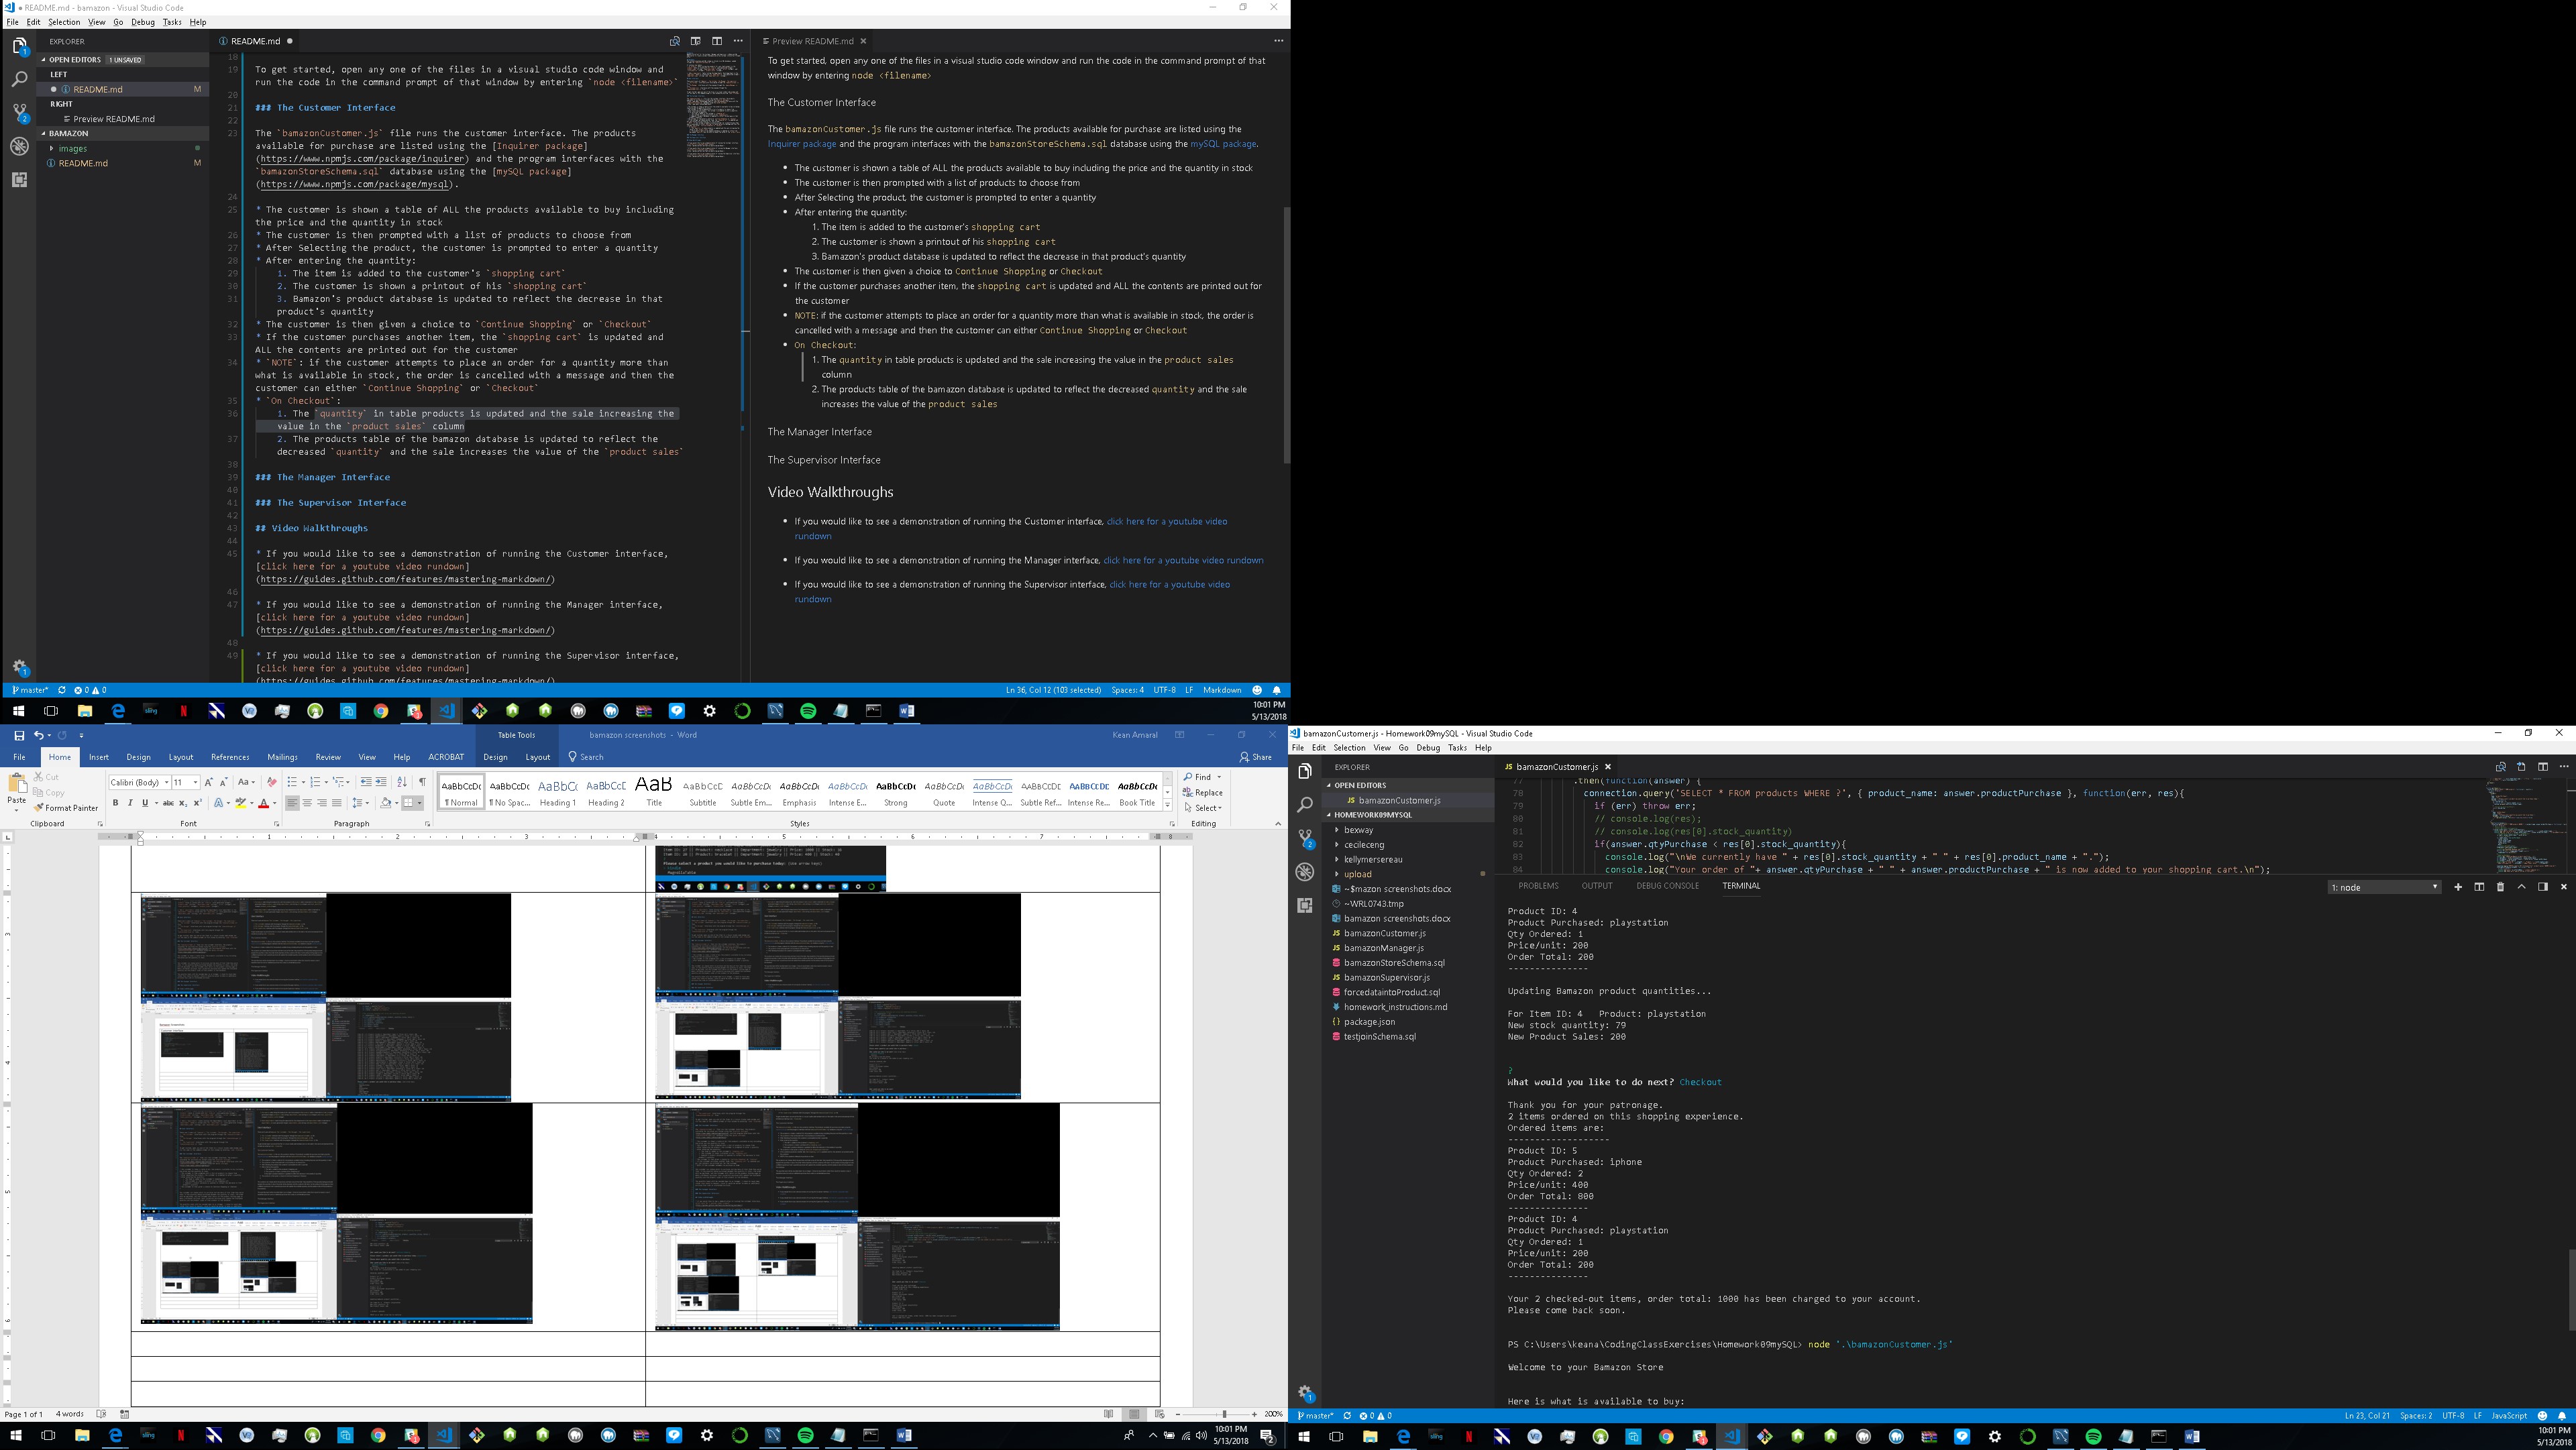 ● README.md - bamazon - Visual Studio Code
File Edit Selection View Go Debug Tasks Help
EXPLORER
OPEN EDITORS 1 UNSAVED
LEFT
README.md M
RIGHT
Preview README.md
BAMAZON
images
README.md M
README.md
18
19 To get started, open any one of the files in a visual studio code window and
run the code in the command prompt of that window by entering `node <filename>`
20
21 ### The Customer Interface
22
23 The `bamazonCustomer.js` file runs the customer interface. The products
available for purchase are listed using the [Inquirer package]
(https://www.npmjs.com/package/inquirer) and the program interfaces with the
`bamazonStoreSchema.sql` database using the [mySQL package]
(https://www.npmjs.com/package/mysql).
24
25 * The customer is shown a table of ALL the products available to buy including
the price and the quantity in stock
26 * The customer is then prompted with a list of products to choose from
27 * After Selecting the product, the customer is prompted to enter a quantity
28 * After entering the quantity:
29 1. The item is added to the customer's `shopping cart`
30 2. The customer is shown a printout of his `shopping cart`
31 3. Bamazon's product database is updated to reflect the decrease in that
product's quantity
32 * The customer is then given a choice to `Continue Shopping` or `Checkout`
33 * If the customer purchases another item, the `shopping cart` is updated and
ALL the contents are printed out for the customer
34 * `NOTE`: if the customer attempts to place an order for a quantity more than
what is available in stock, the order is cancelled with a message and then the
customer can either `Continue Shopping` or `Checkout`
35 * `On Checkout`:
36 1. The `quantity` in table products is updated and the sale increasing the
value in the `product sales` column
37 2. The products table of the bamazon database is updated to reflect the
decreased `quantity` and the sale increases the value of the `product sales`
38
39 ### The Manager Interface
40
41 ### The Supervisor Interface
42
43 ## Video Walkthroughs
44
45 * If you would like to see a demonstration of running the Customer interface,
[click here for a youtube video rundown]
(https://guides.github.com/features/mastering-markdown/)
46
47 * If you would like to see a demonstration of running the Manager interface,
[click here for a youtube video rundown]
(https://guides.github.com/features/mastering-markdown/)
48
49 * If you would like to see a demonstration of running the Supervisor interface,
[click here for a youtube video rundown]
(https://guides.github.com/features/mastering-markdown/)
Preview README.md
To get started, open any one of the files in a visual studio code window and run the code in the command prompt of that
window by entering node <filename>
The Customer Interface
The bamazonCustomer.js file runs the customer interface. The products available for purchase are listed using the
Inquirer package and the program interfaces with the bamazonStoreSchema.sql database using the mySQL package.
• The customer is shown a table of ALL the products available to buy including the price and the quantity in stock
• The customer is then prompted with a list of products to choose from
• After Selecting the product, the customer is prompted to enter a quantity
• After entering the quantity:
1. The item is added to the customer's shopping cart
2. The customer is shown a printout of his shopping cart
3. Bamazon's product database is updated to reflect the decrease in that product's quantity
• The customer is then given a choice to Continue Shopping or Checkout
• If the customer purchases another item, the shopping cart is updated and ALL the contents are printed out for
the customer
• NOTE: if the customer attempts to place an order for a quantity more than what is available in stock, the order is
cancelled with a message and then the customer can either Continue Shopping or Checkout
• On Checkout:
1. The quantity in table products is updated and the sale increasing the value in the product sales
column
2. The products table of the bamazon database is updated to reflect the decreased quantity and the sale
increases the value of the product sales
The Manager Interface
The Supervisor Interface
Video Walkthroughs
• If you would like to see a demonstration of running the Customer interface, click here for a youtube video
rundown
• If you would like to see a demonstration of running the Manager interface, click here for a youtube video rundown
• If you would like to see a demonstration of running the Supervisor interface, click here for a youtube video
rundown
master* 0 0 Ln 36, Col 12 (103 selected) Spaces: 4 UTF-8 LF Markdown
10:01 PM
5/13/2018
Table Tools bamazon screenshots - Word Kean Amaral
File Home Insert Design Layout References Mailings Review View Help ACROBAT Design Layout Search Share
Paste Cut Copy Format Painter
Calibri (Body) 11
AaBbCcDc AaBbCcDc AaBbCc AaBbCcE AaB AaBbCcD
Normal No Spac... Heading 1 Heading 2 Title Subtitle Subtle Em... Emphasis Intense E... Strong Quote Intense Q... Subtle Ref... Intense Re... Book Title
Find Replace Select
Clipboard Font Paragraph Styles Editing
Please select a product you would like to purchase today:
Page 1 of 1 4 words 200%
10:01 PM
5/13/2018
bamazonCustomer.js - Homework09mySQL - Visual Studio Code
File Edit Selection View Go Debug Tasks Help
EXPLORER
OPEN EDITORS
bamazonCustomer.js
HOMEWORK09MYSQL
bexway
cecileceng
kellymersereau
upload
~$mazon screenshots.docx
~WRL0743.tmp
bamazon screenshots.docx
bamazonCustomer.js
bamazonManager.js
bamazonStoreSchema.sql
bamazonSupervisor.js
forcedataintoProduct.sql
homework_instructions.md
package.json
testjoinSchema.sql
bamazonCustomer.js
77 .then(function(answer) {
78 connection.query('SELECT * FROM products WHERE ?', { product_name: answer.productPurchase }, function(err, res){
79 if (err) throw err;
80 // console.log(res);
81 // console.log(res[0].stock_quantity)
82 if(answer.qtyPurchase < res[0].stock_quantity){
83 console.log("\nWe currently have " + res[0].stock_quantity + " " + res[0].product_name + ".");
84 console.log("Your order of "+ answer.qtyPurchase + " " + answer.productPurchase + " is now added to your shopping cart.\n");
PROBLEMS OUTPUT DEBUG CONSOLE TERMINAL 1: node
Product ID: 4
Product Purchased: playstation
Qty Ordered: 1
Price/unit: 200
Order Total: 200
---------------
Updating Bamazon product quantities...
For Item ID: 4 Product: playstation
New stock quantity: 79
New Product Sales: 200
?
What would you like to do next? Checkout
Thank you for your patronage.
2 items ordered on this shopping experience.
Ordered items are:
-------------------
Product ID: 5
Product Purchased: iphone
Qty Ordered: 2
Price/unit: 400
Order Total: 800
---------------
Product ID: 4
Product Purchased: playstation
Qty Ordered: 1
Price/unit: 200
Order Total: 200
---------------
Your 2 checked-out items, order total: 1000 has been charged to your account.
Please come back soon.
PS C:\Users\keana\CodingClassExercises\Homework09mySQL> node '.\bamazonCustomer.js'
Welcome to your Bamazon Store
Here is what is available to buy:
master* 0 0 Ln 23, Col 21 Spaces: 2 UTF-8 LF JavaScript
10:01 PM
5/13/2018